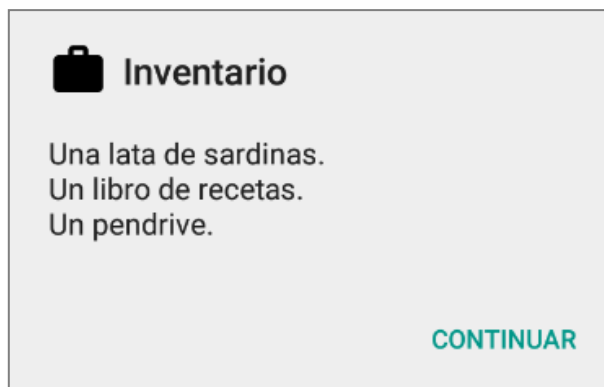 Inventario
Una lata de sardinas.
Un libro de recetas.
Un pendrive.
CONTINUAR